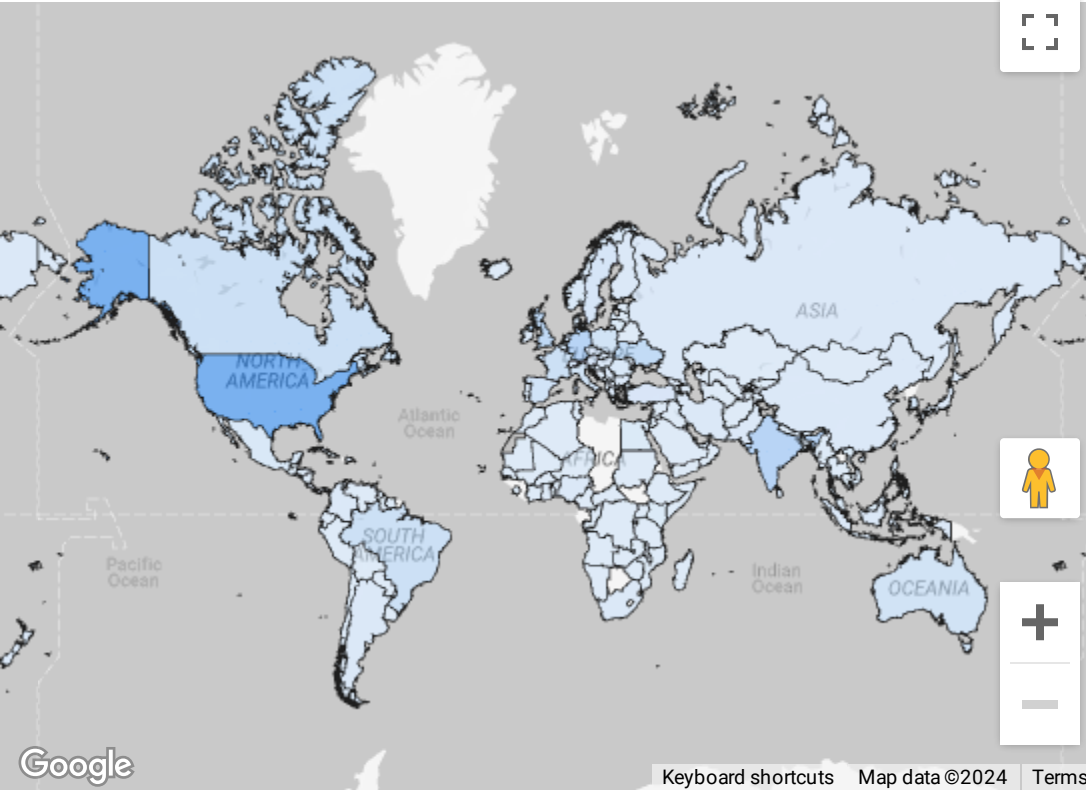 ASIA
NORTH
AMERICA
EUROPE
Atlantic
Ocean
AFRICA
SOUTH
AMERICA
Pacific
Ocean
Indian
Ocean
OCEANIA
Google
Keyboard shortcuts
Map data ©2024
Terms